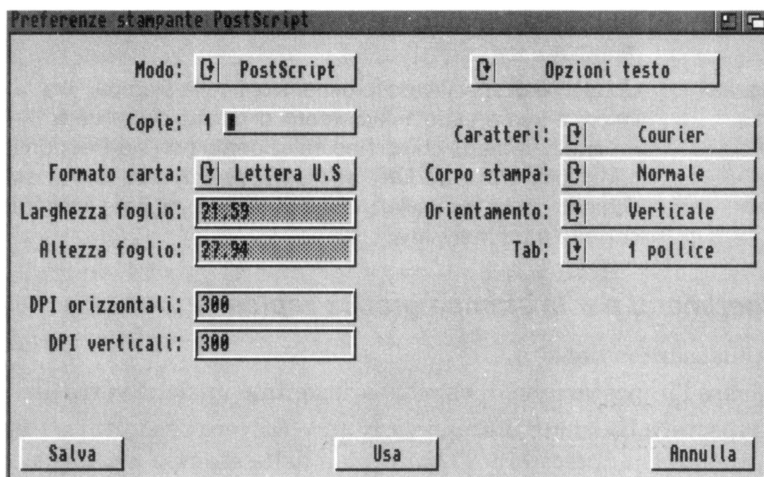 Preferenze stampante PostScript
Modo: PostScript
Opzioni testo
Copie: 1
Caratteri: Courier
Formato carta: Lettera U.S
Corpo stampa: Normale
Larghezza foglio: 21.59
Orientamento: Verticale
Altezza foglio: 27.94
Tab: 1 pollice
DPI orizzontali: 300
DPI verticali: 300
Salva
Usa
Annulla